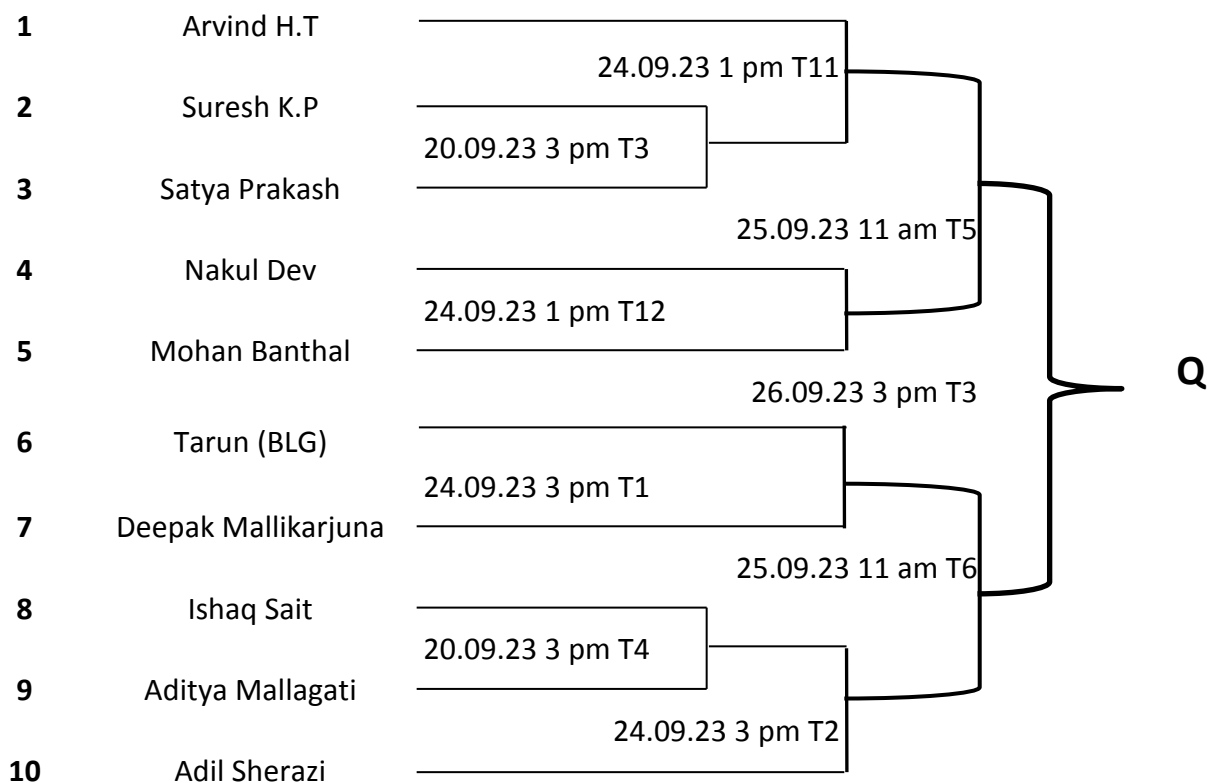 1 Arvind H.T
24.09.23 1 pm T11
2 Suresh K.P
20.09.23 3 pm T3
3 Satya Prakash
25.09.23 11 am T5
4 Nakul Dev
24.09.23 1 pm T12
5 Mohan Banthal
Q
26.09.23 3 pm T3
6 Tarun (BLG)
24.09.23 3 pm T1
7 Deepak Mallikarjuna
25.09.23 11 am T6
8 Ishaq Sait
20.09.23 3 pm T4
9 Aditya Mallagati
24.09.23 3 pm T2
10 Adil Sherazi